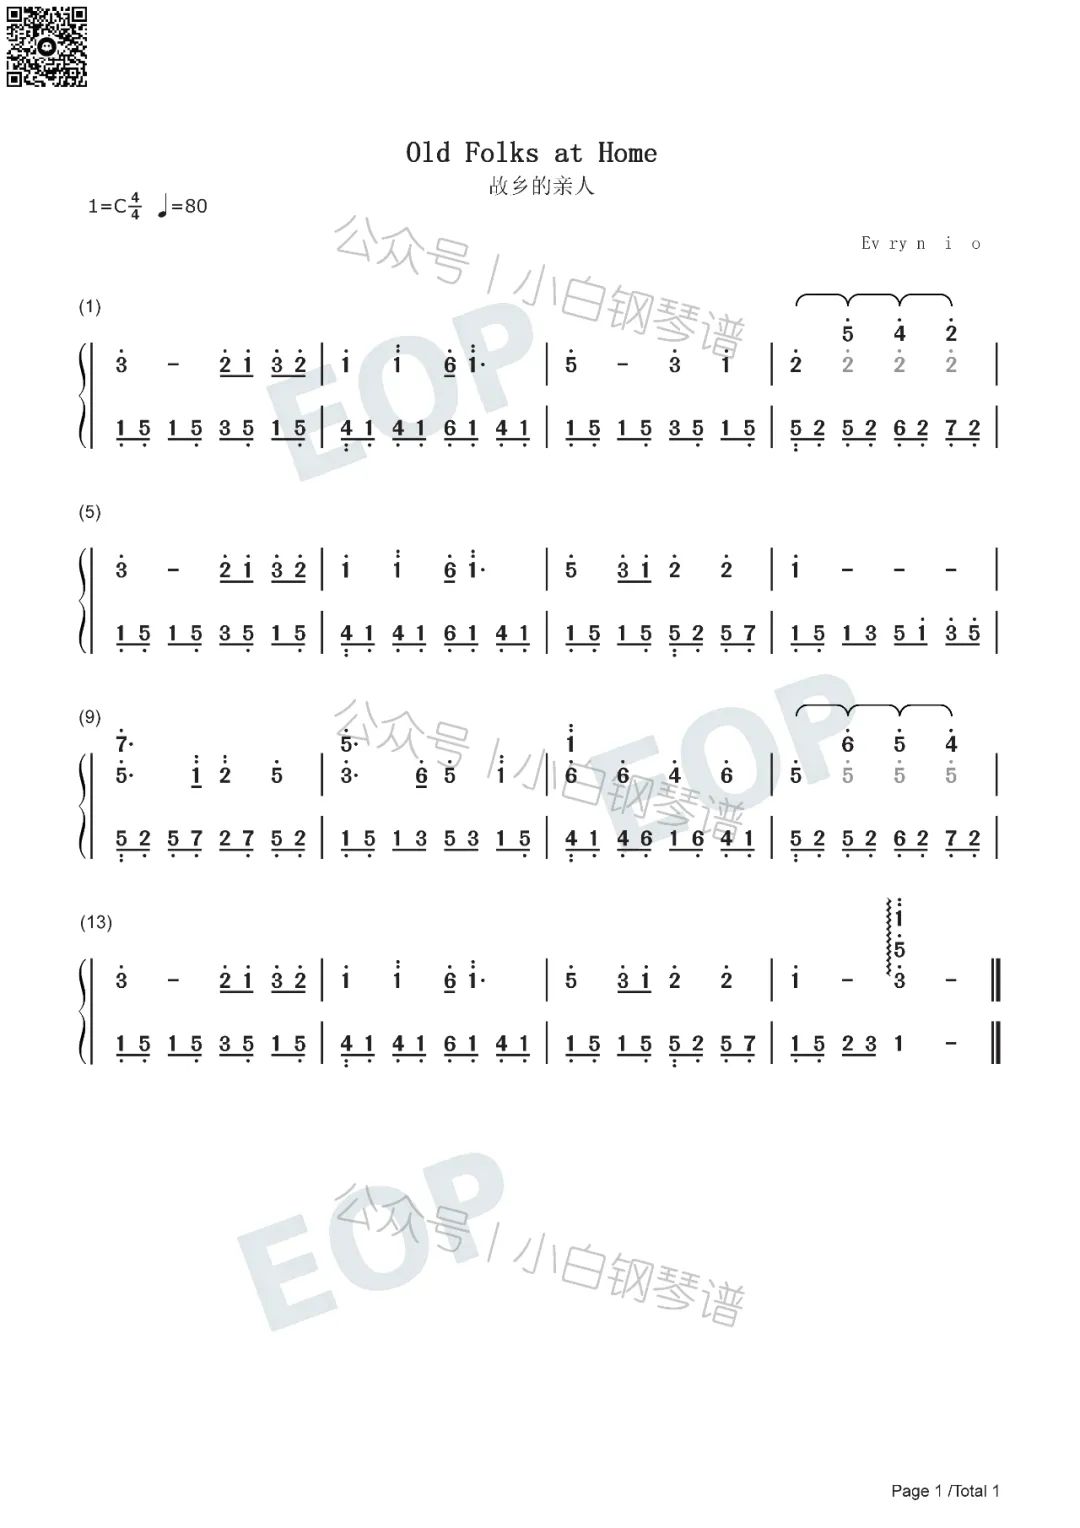 Old Folks at Home
故乡的亲人
1=C 4/4 ♩=80
Ev ry n i o
(1)
5̇ 4̇ 2̇
3̇ - 2̇ 1̇ 3̇ 2̇ | 1̇ 1̈ 6̇ 1̈· | 5̇ - 3̇ 1̇ | 2̇ 2̇ 2̇ 2̇ |
1 5̣ 1 5̣ 3 5̣ 1 5̣ | 4̤ 1̣ 4̣ 1̣ 6̣ 1̣ 4̣ 1̣ | 1 5̣ 1 5̣ 3 5̣ 1 5̣ | 5̤ 2̣ 5̣ 2̣ 6̣ 2̣ 7̣ 2̣ |
(5)
3̇ - 2̇ 1̇ 3̇ 2̇ | 1̇ 1̈ 6̇ 1̈· | 5̇ 3̇ 1̇ 2̇ 2̇ | 1̇ - - - |
1 5̣ 1 5̣ 3 5̣ 1 5̣ | 4̤ 1̣ 4̣ 1̣ 6̣ 1̣ 4̣ 1̣ | 1 5̣ 1 5̣ 5̤ 2̣ 5̣ 7̣ | 1 5̣ 1 3 5 1̇ 3̇ 5̇ |
(9)
7̇· 5̇· 1̈ 6̇ 5̇ 4̇
5̇· 1̈ 2̈ 5̇ | 3̇· 6̇ 5̇ 1̈ | 6̇ 6̇ 4̇ 6̇ | 5̇ 5̇ 5̇ 5̇ |
5̤ 2̣ 5̣ 7̣ 2 7̣ 5̣ 2̣ | 1 5̣ 1 3 5 3 1 5̣ | 4̤ 1̣ 4̣ 6̣ 1 6̣ 4̣ 1̣ | 5̤ 2̣ 5̣ 2̣ 6̣ 2̣ 7̣ 2̣ |
(13)
1̈
5̇
3̇ - 2̇ 1̇ 3̇ 2̇ | 1̇ 1̈ 6̇ 1̈· | 5̇ 3̇ 1̇ 2̇ 2̇ | 1̇ - 3̇ - ‖
1 5̣ 1 5̣ 3 5̣ 1 5̣ | 4̤ 1̣ 4̣ 1̣ 6̣ 1̣ 4̣ 1̣ | 1 5̣ 1 5̣ 5̤ 2̣ 5̣ 7̣ | 1 5̣ 2 3 1 - ‖
EOP
公众号 | 小白钢琴谱
EOP
公众号 | 小白钢琴谱
EOP
公众号 | 小白钢琴谱
Page 1 /Total 1